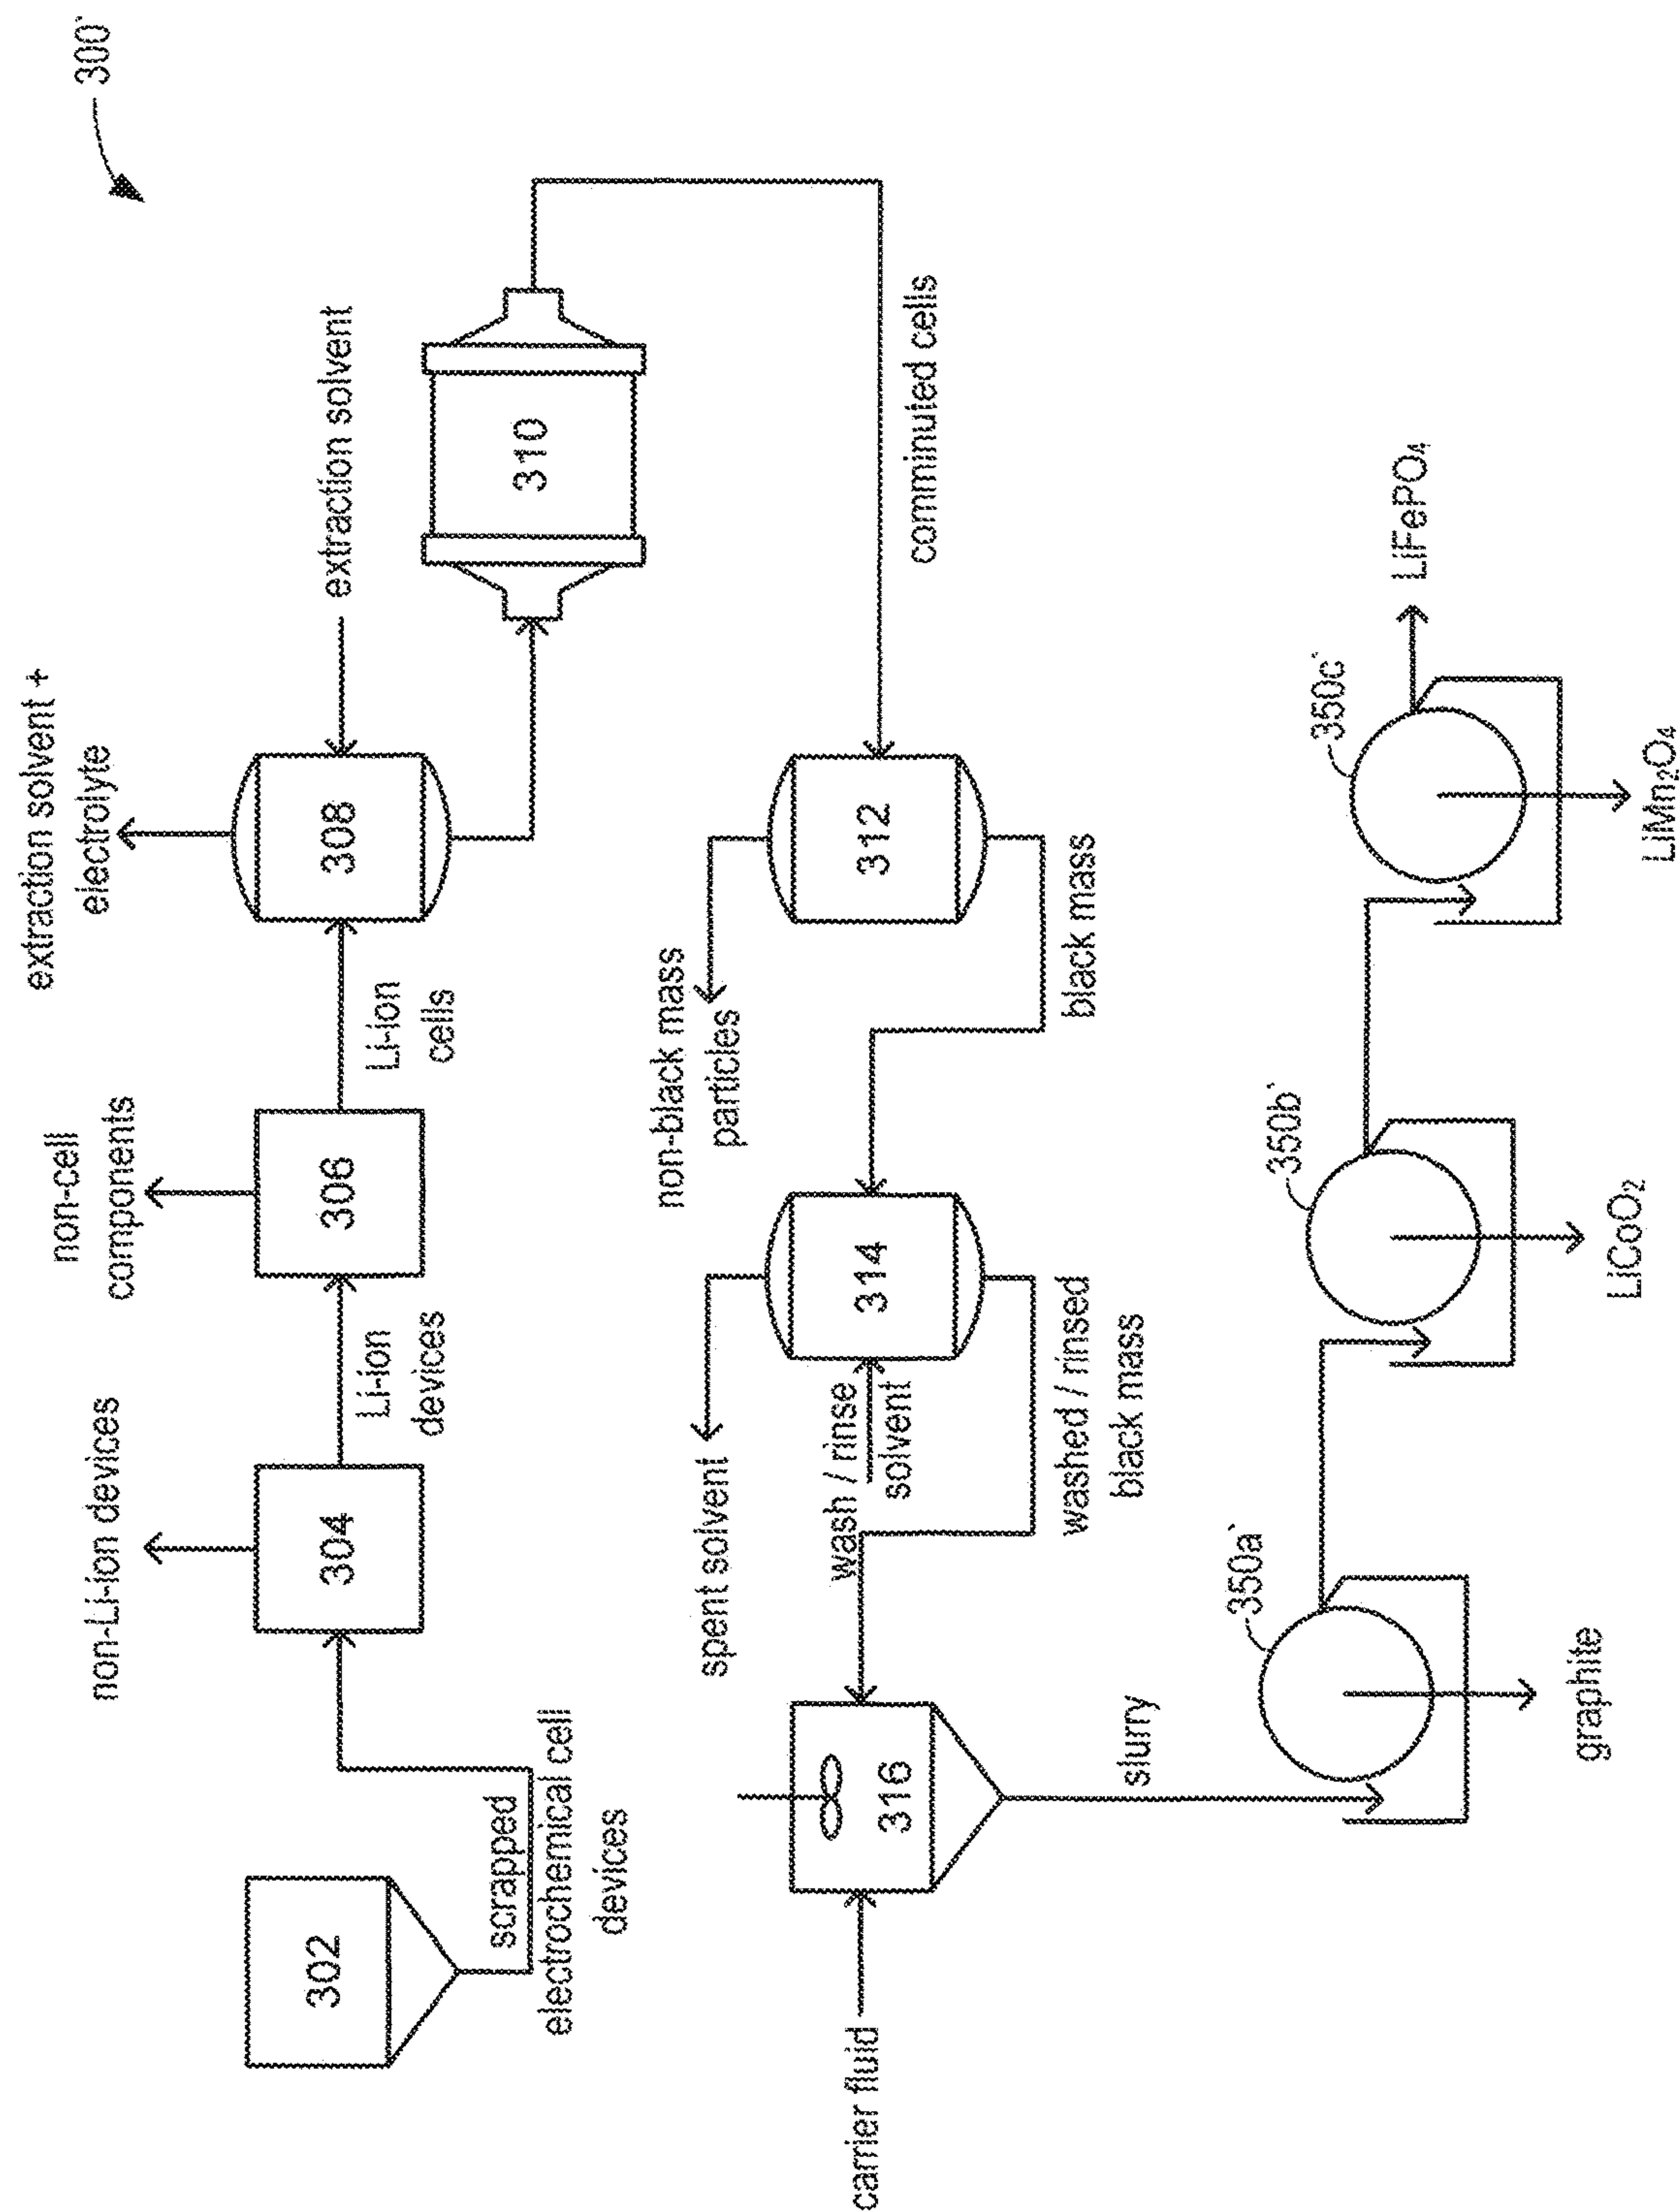 300'
302
scrapped
electrochemical cell
devices
304
non-Li-ion devices
Li-ion
devices
306
non-cell
components
Li-ion
cells
308
extraction solvent +
electrolyte
extraction solvent
310
comminuted cells
312
non-black mass
particles
black mass
314
spent solvent
wash / rinse
solvent
washed / rinsed
black mass
316
carrier fluid
slurry
350a'
graphite
350b'
LiCoO₂
350c'
LiMn₂O₄
LiFePO₄